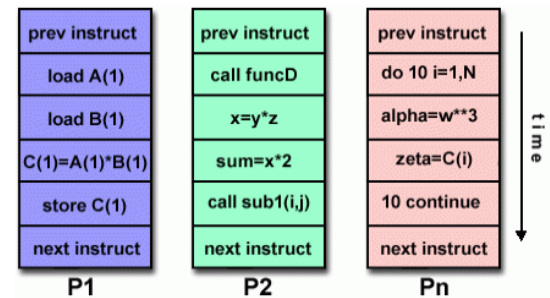 prev instruct
load A(1)
load B(1)
C(1)=A(1)*B(1)
store C(1)
next instruct
P1
prev instruct
call funcD
x=y*z
sum=x*2
call sub1(i,j)
next instruct
P2
prev instruct
do 10 i=1,N
alpha=w**3
zeta=C(i)
10 continue
next instruct
Pn
time